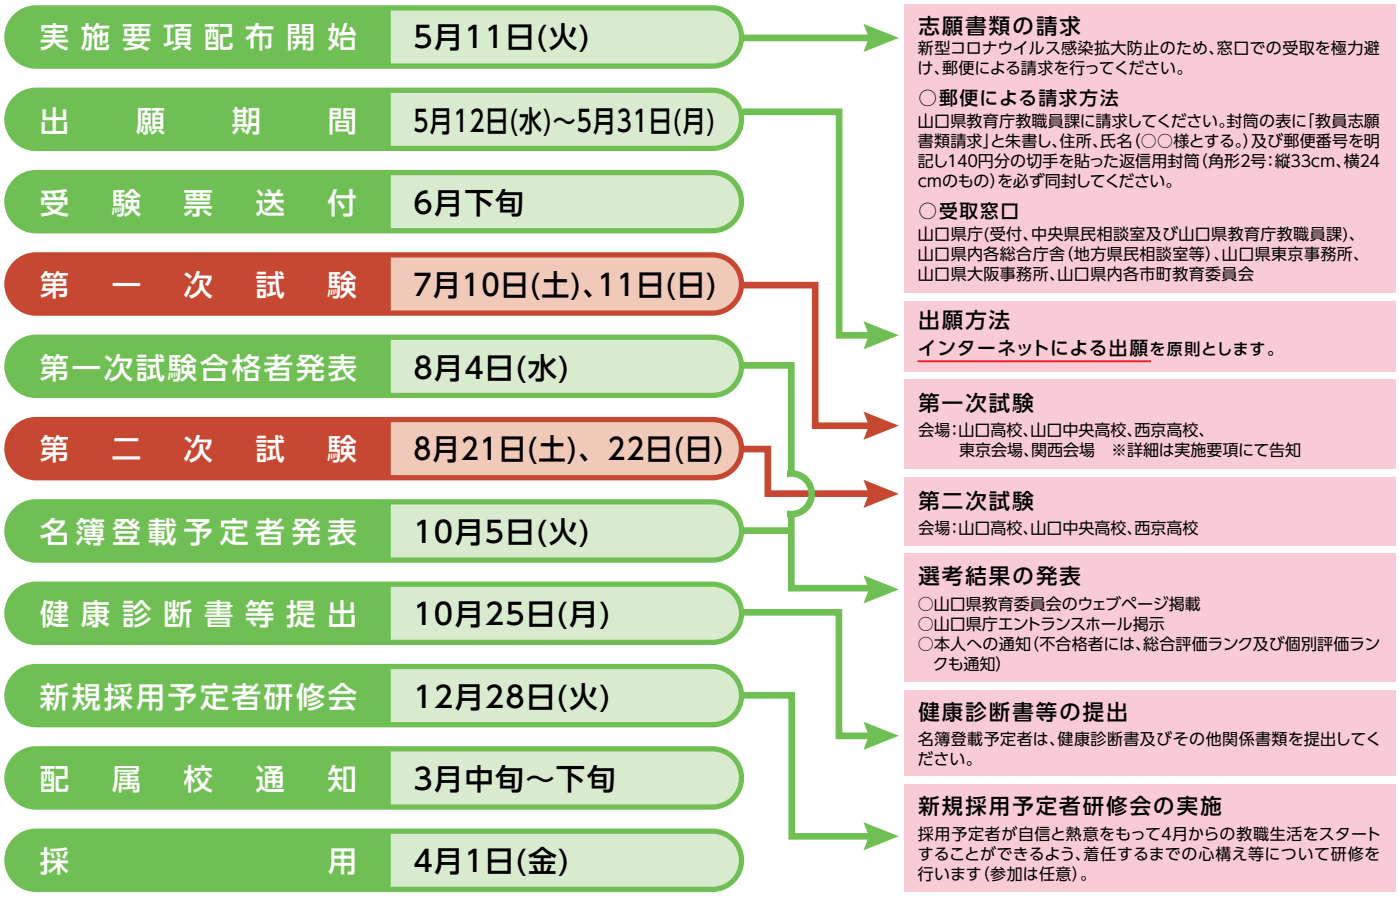 実施要項配布開始 5月11日(火)
出願期間 5月12日(水)～5月31日(月)
受験票送付 6月下旬
第一次試験 7月10日(土)、11日(日)
第一次試験合格者発表 8月4日(水)
第二次試験 8月21日(土)、22日(日)
名簿登載予定者発表 10月5日(火)
健康診断書等提出 10月25日(月)
新規採用予定者研修会 12月28日(火)
配属校通知 3月中旬～下旬
採用 4月1日(金)
志願書類の請求
新型コロナウイルス感染拡大防止のため、窓口での受取を極力避
け、郵便による請求を行ってください。
○郵便による請求方法
山口県教育庁教職員課に請求してください。封筒の表に「教員志願
書類請求」と朱書し、住所、氏名(○○様とする。)及び郵便番号を明
記し140円分の切手を貼った返信用封筒(角形2号：縦33cm、横24
cmのもの)を必ず同封してください。
○受取窓口
山口県庁(受付、中央県民相談室及び山口県教育庁教職員課)、
山口県内各総合庁舎(地方県民相談室等)、山口県東京事務所、
山口県大阪事務所、山口県内各市町教育委員会
出願方法
インターネットによる出願を原則とします。
第一次試験
会場：山口高校、山口中央高校、西京高校、
東京会場、関西会場　※詳細は実施要項にて告知
第二次試験
会場：山口高校、山口中央高校、西京高校
選考結果の発表
○山口県教育委員会のウェブページ掲載
○山口県庁エントランスホール掲示
○本人への通知(不合格者には、総合評価ランク及び個別評価ラン
クも通知)
健康診断書等の提出
名簿登載予定者は、健康診断書及びその他関係書類を提出してく
ださい。
新規採用予定者研修会の実施
採用予定者が自信と熱意をもって4月からの教職生活をスタート
することができるよう、着任するまでの心構え等について研修を
行います(参加は任意)。